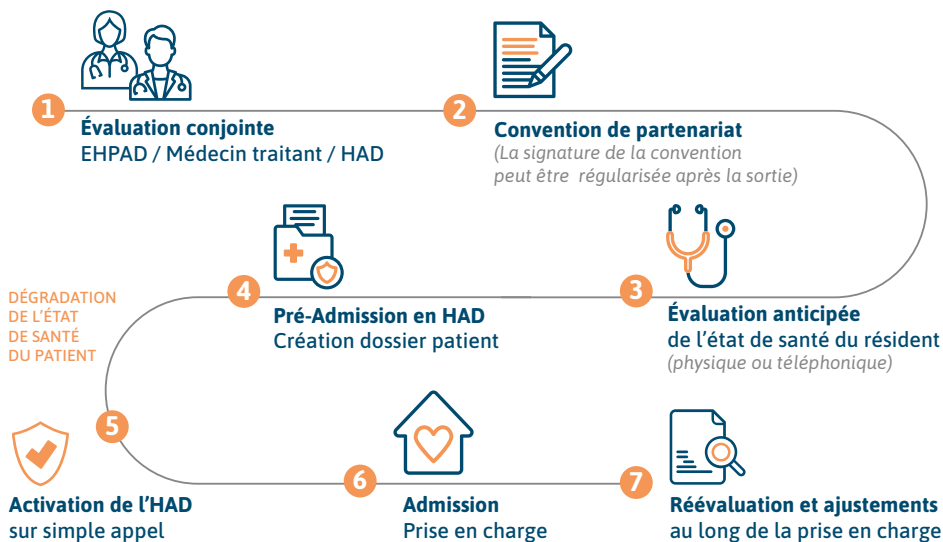 1
Évaluation conjointe
EHPAD / Médecin traitant / HAD
2
Convention de partenariat
(La signature de la convention
peut être régularisée après la sortie)
3
Évaluation anticipée
de l'état de santé du résident
(physique ou téléphonique)
4
Pré-Admission en HAD
Création dossier patient
DÉGRADATION
DE L'ÉTAT
DE SANTÉ
DU PATIENT
5
Activation de l'HAD
sur simple appel
6
Admission
Prise en charge
7
Réévaluation et ajustements
au long de la prise en charge